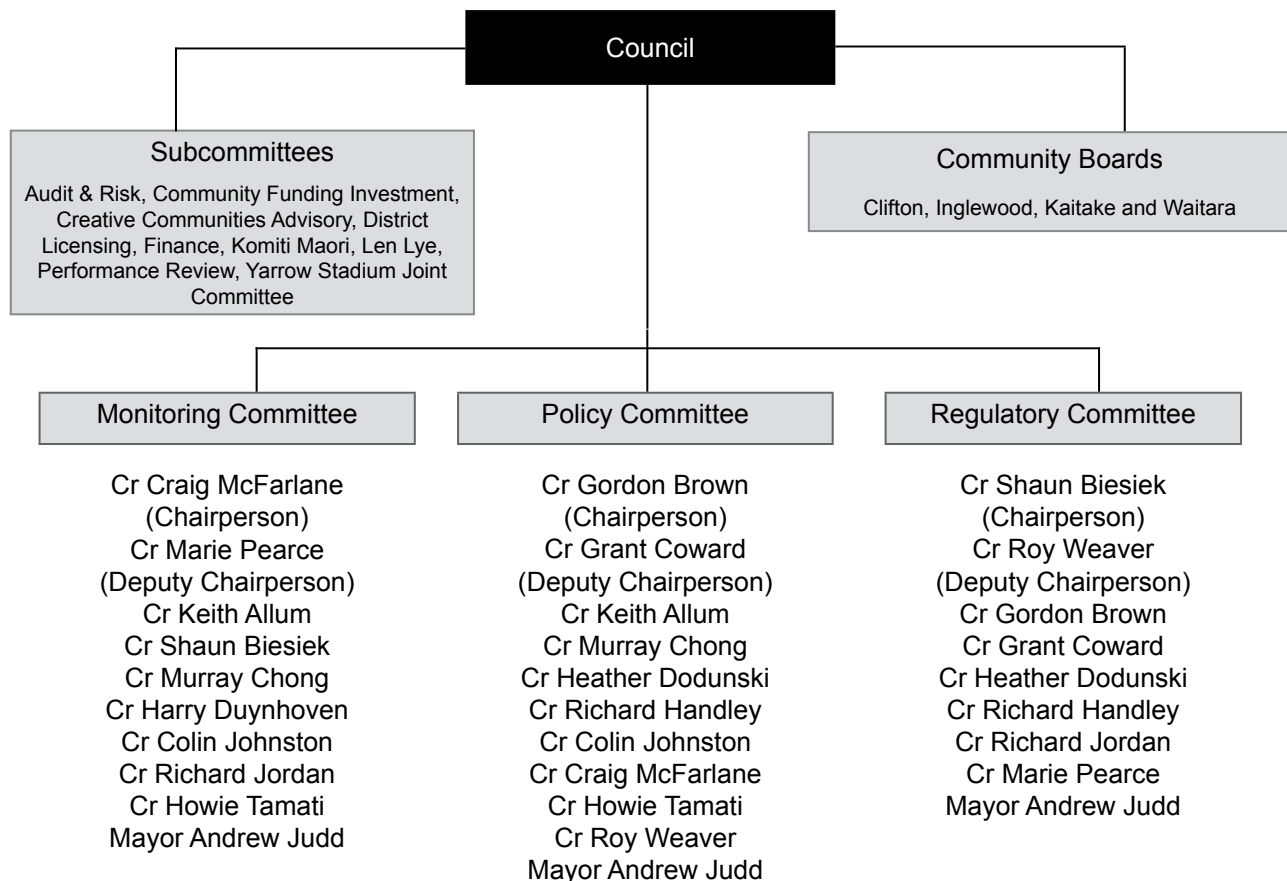 Council
Subcommittees
Audit & Risk, Community Funding Investment,
Creative Communities Advisory, District
Licensing, Finance, Komiti Maori, Len Lye,
Performance Review, Yarrow Stadium Joint
Committee
Community Boards
Clifton, Inglewood, Kaitake and Waitara
Monitoring Committee
Cr Craig McFarlane
(Chairperson)
Cr Marie Pearce
(Deputy Chairperson)
Cr Keith Allum
Cr Shaun Biesiek
Cr Murray Chong
Cr Harry Duynhoven
Cr Colin Johnston
Cr Richard Jordan
Cr Howie Tamati
Mayor Andrew Judd
Policy Committee
Cr Gordon Brown
(Chairperson)
Cr Grant Coward
(Deputy Chairperson)
Cr Keith Allum
Cr Murray Chong
Cr Heather Dodunski
Cr Richard Handley
Cr Colin Johnston
Cr Craig McFarlane
Cr Howie Tamati
Cr Roy Weaver
Mayor Andrew Judd
Regulatory Committee
Cr Shaun Biesiek
(Chairperson)
Cr Roy Weaver
(Deputy Chairperson)
Cr Gordon Brown
Cr Grant Coward
Cr Heather Dodunski
Cr Richard Handley
Cr Richard Jordan
Cr Marie Pearce
Mayor Andrew Judd